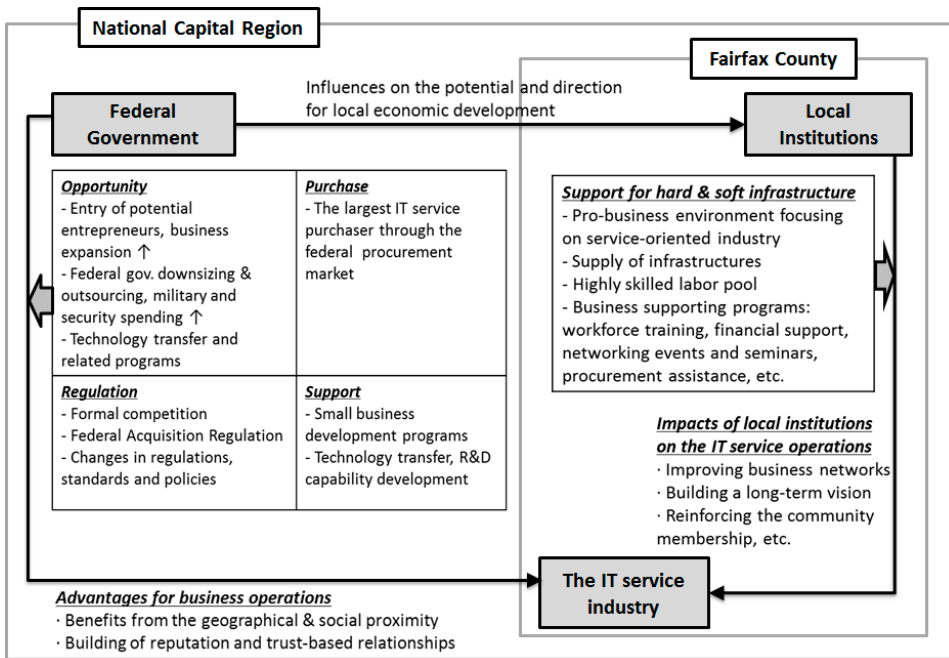 National Capital Region
Fairfax County
Influences on the potential and direction
for local economic development
Federal
Government
Local
Institutions
Opportunity
- Entry of potential
entrepreneurs, business
expansion ↑
- Federal gov. downsizing &
outsourcing, military and
security spending ↑
- Technology transfer and
related programs
Purchase
- The largest IT service
purchaser through the
federal procurement
market
Regulation
- Formal competition
- Federal Acquisition Regulation
- Changes in regulations,
standards and policies
Support
- Small business
development programs
- Technology transfer, R&D
capability development
Support for hard & soft infrastructure
- Pro-business environment focusing
on service-oriented industry
- Supply of infrastructures
- Highly skilled labor pool
- Business supporting programs:
workforce training, financial support,
networking events and seminars,
procurement assistance, etc.
Impacts of local institutions
on the IT service operations
· Improving business networks
· Building a long-term vision
· Reinforcing the community
membership, etc.
The IT service
industry
Advantages for business operations
· Benefits from the geographical & social proximity
· Building of reputation and trust-based relationships